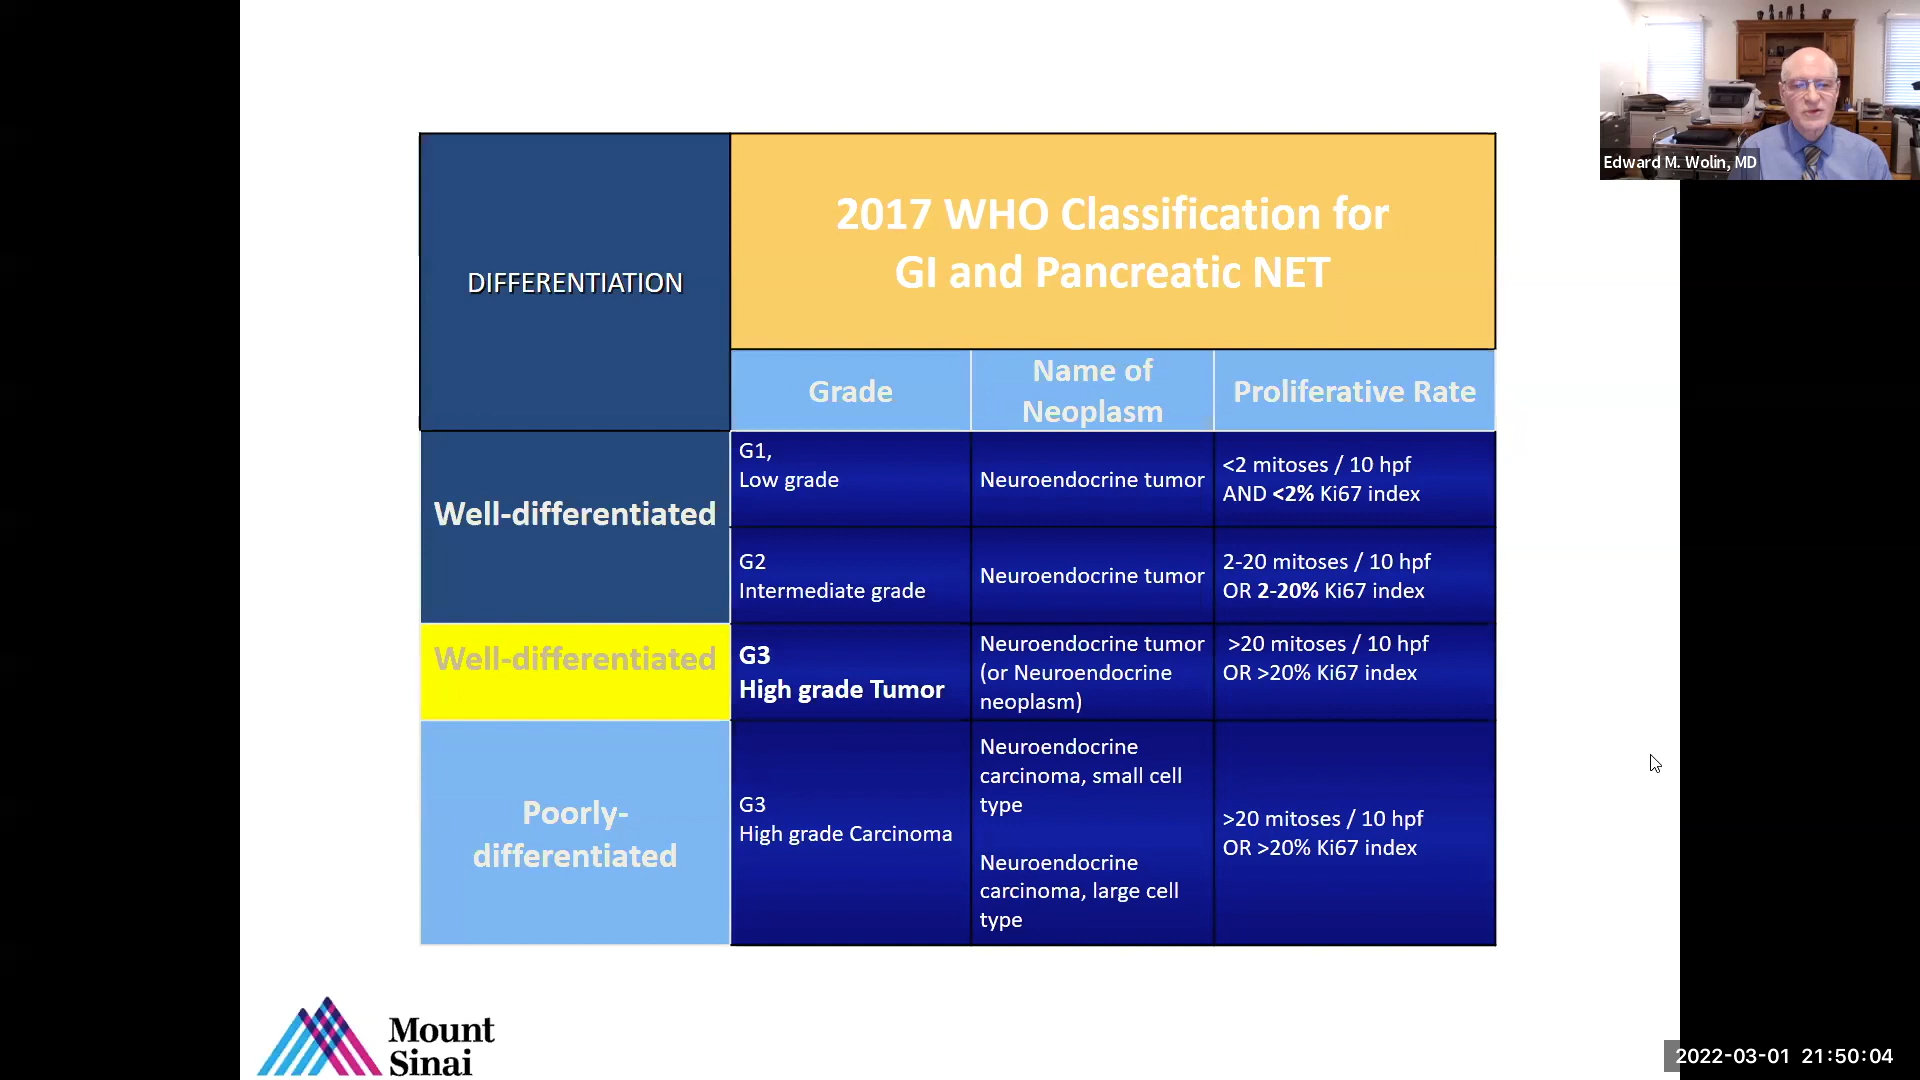 Edward M. Wolin, MD
DIFFERENTIATION
2017 WHO Classification for
GI and Pancreatic NET
Grade
Name of
Neoplasm
Proliferative Rate
Well-differentiated
G1,
Low grade
Neuroendocrine tumor
<2 mitoses / 10 hpf
AND <2% Ki67 index
G2
Intermediate grade
Neuroendocrine tumor
2-20 mitoses / 10 hpf
OR 2-20% Ki67 index
Well-differentiated
G3
High grade Tumor
Neuroendocrine tumor
(or Neuroendocrine
neoplasm)
>20 mitoses / 10 hpf
OR >20% Ki67 index
Poorly-
differentiated
G3
High grade Carcinoma
Neuroendocrine
carcinoma, small cell
type
Neuroendocrine
carcinoma, large cell
type
>20 mitoses / 10 hpf
OR >20% Ki67 index
Mount
Sinai
2022-03-01 21:50:04